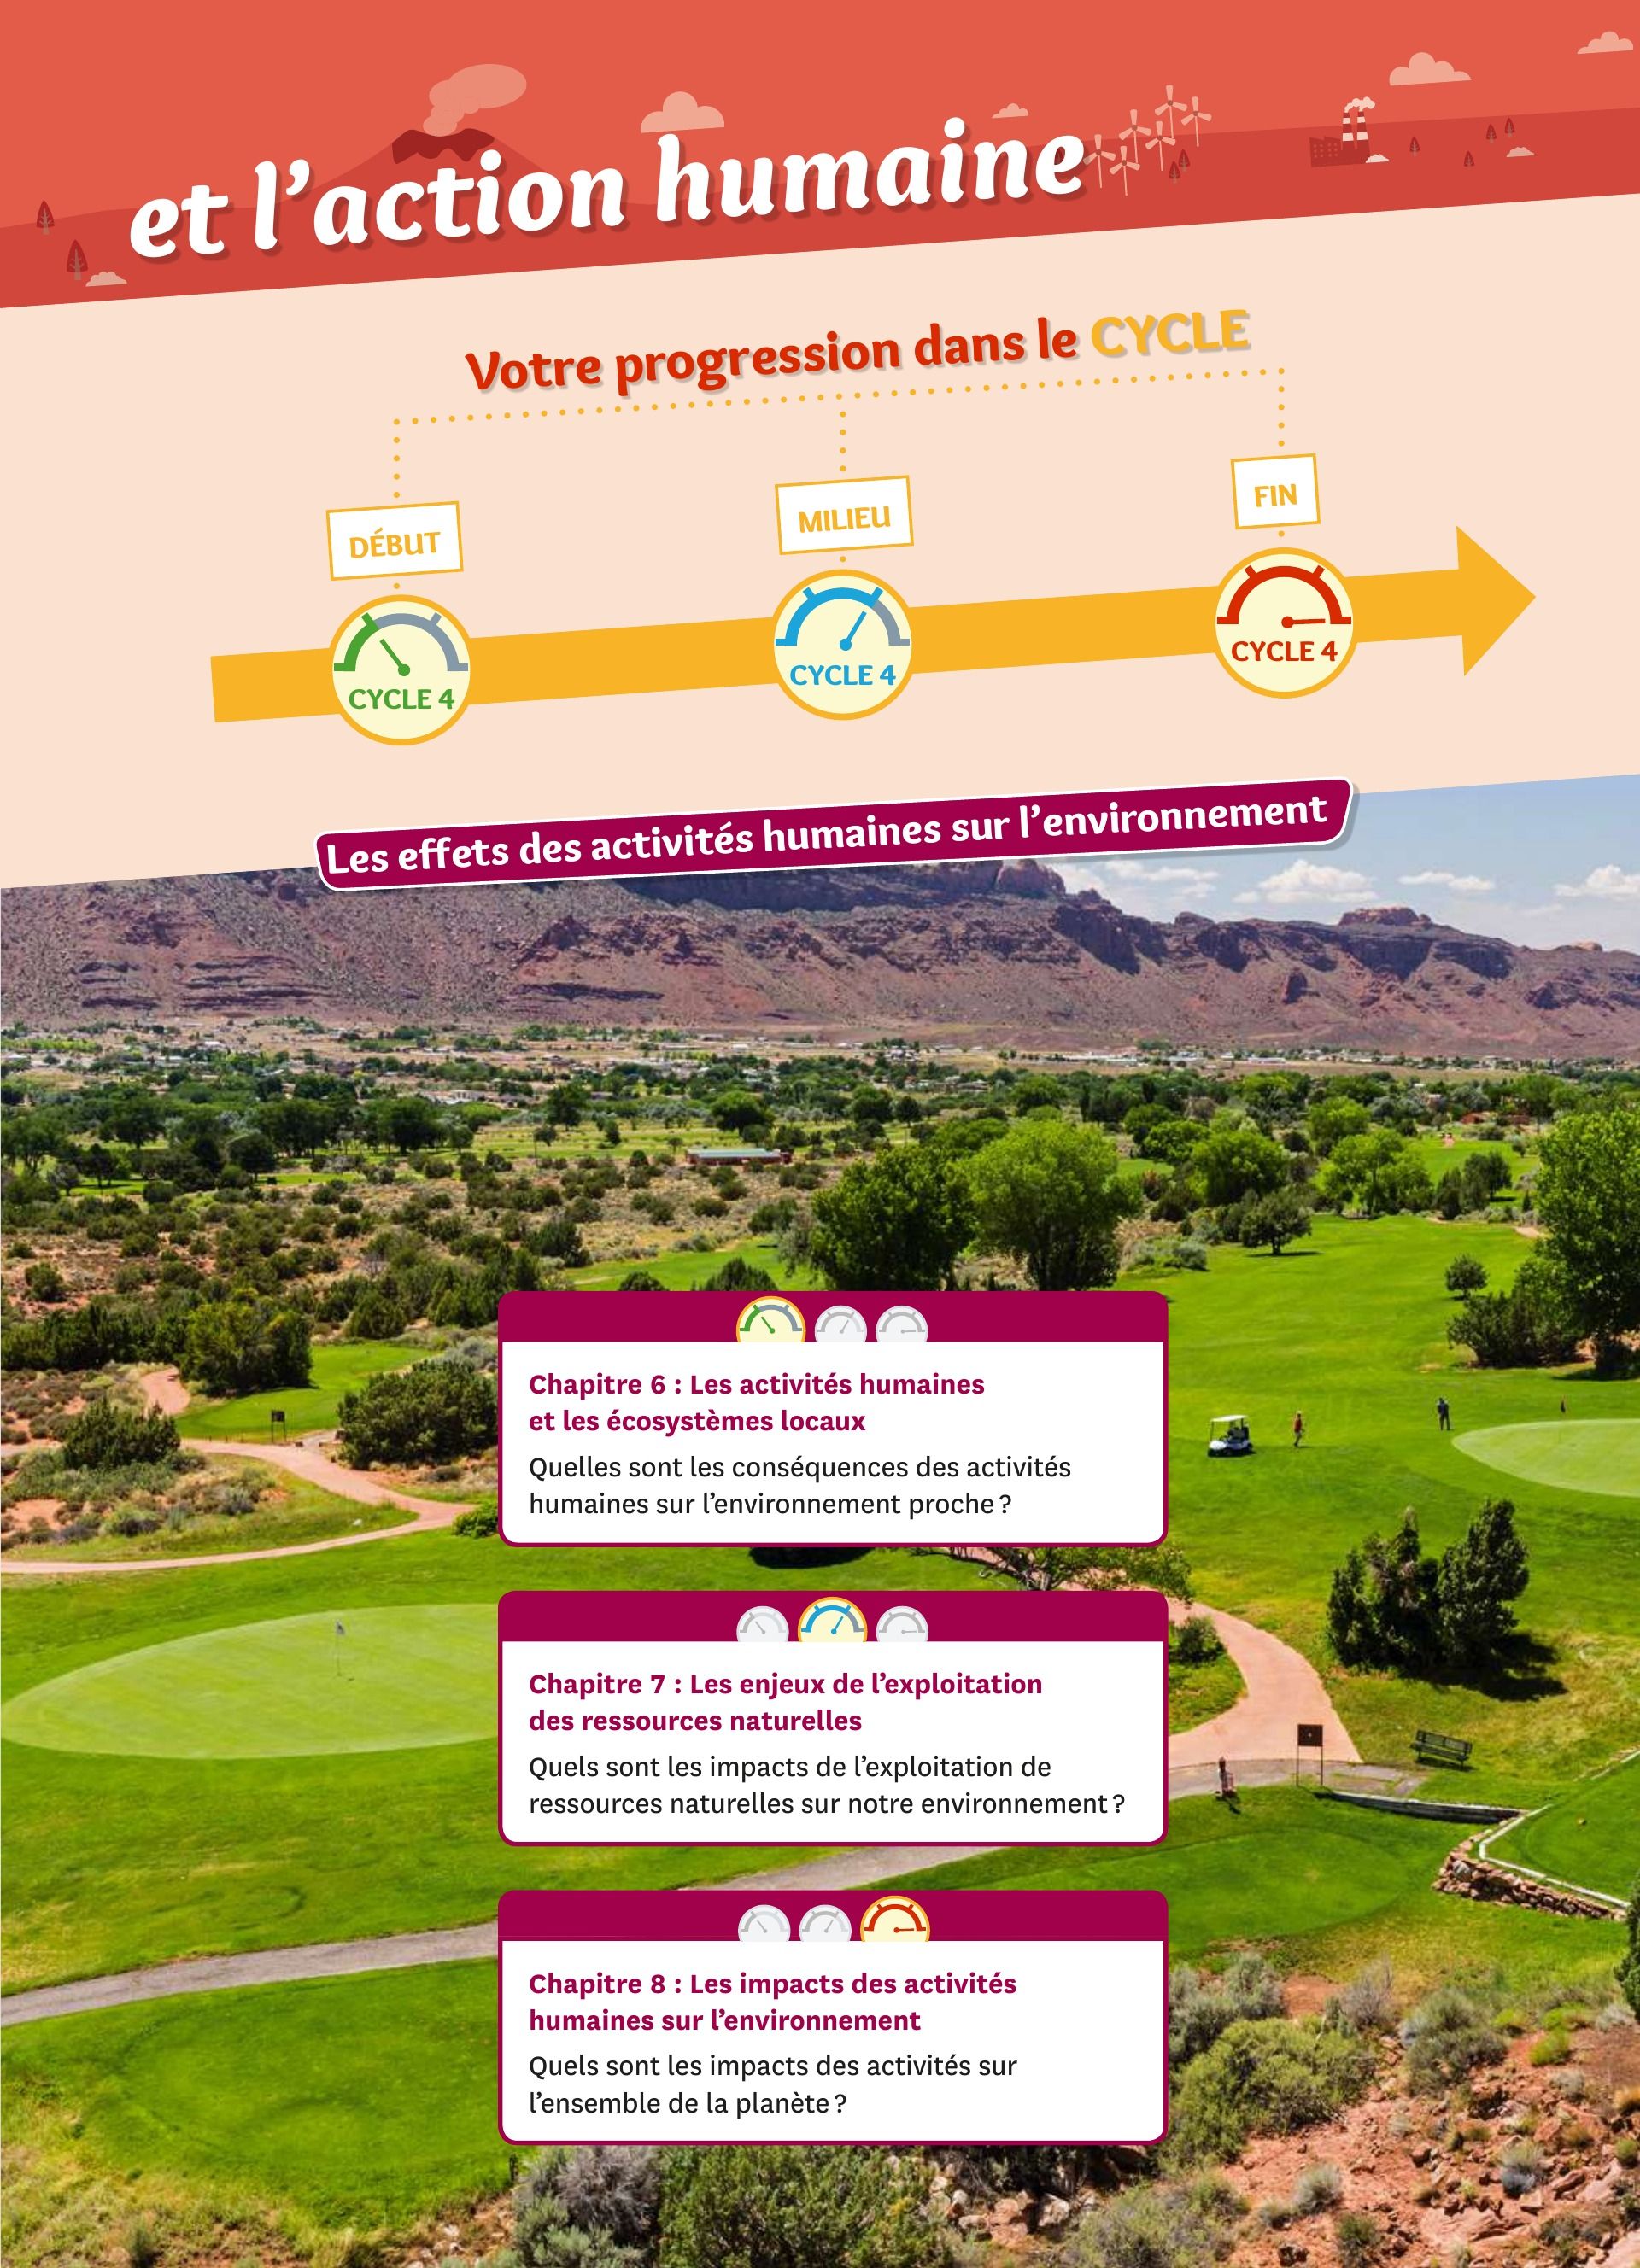 et l’action humaine
Votre progression dans le CYCLE
DÉBUT
MILIEU
FIN
CYCLE 4
CYCLE 4
CYCLE 4
Les effets des activités humaines sur l’environnement
Chapitre 6 : Les activités humaines
et les écosystèmes locaux
Quelles sont les conséquences des activités
humaines sur l’environnement proche ?
Chapitre 7 : Les enjeux de l’exploitation
des ressources naturelles
Quels sont les impacts de l’exploitation de
ressources naturelles sur notre environnement ?
Chapitre 8 : Les impacts des activités
humaines sur l’environnement
Quels sont les impacts des activités sur
l’ensemble de la planète ?